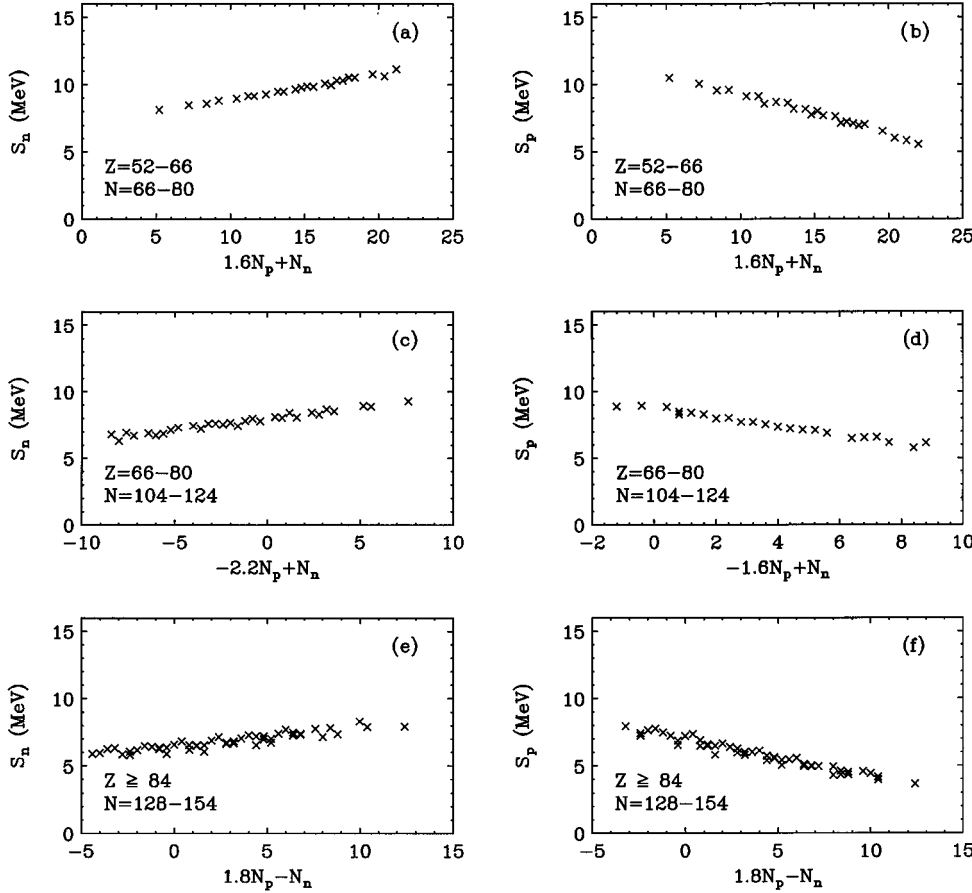 (a)
S_n (MeV)
15
10
5
0
Z=52−66
N=66−80
0 5 10 15 20 25
1.6N_p+N_n
(b)
S_p (MeV)
15
10
5
0
Z=52−66
N=66−80
0 5 10 15 20 25
1.6N_p+N_n
(c)
S_n (MeV)
15
10
5
0
Z=66−80
N=104−124
−10 −5 0 5 10
−2.2N_p+N_n
(d)
S_p (MeV)
15
10
5
0
Z=66−80
N=104−124
−2 0 2 4 6 8 10
−1.6N_p+N_n
(e)
S_n (MeV)
15
10
5
0
Z ≧ 84
N=128−154
−5 0 5 10 15
1.8N_p−N_n
(f)
S_p (MeV)
15
10
5
0
Z ≧ 84
N=128−154
−5 0 5 10 15
1.8N_p−N_n